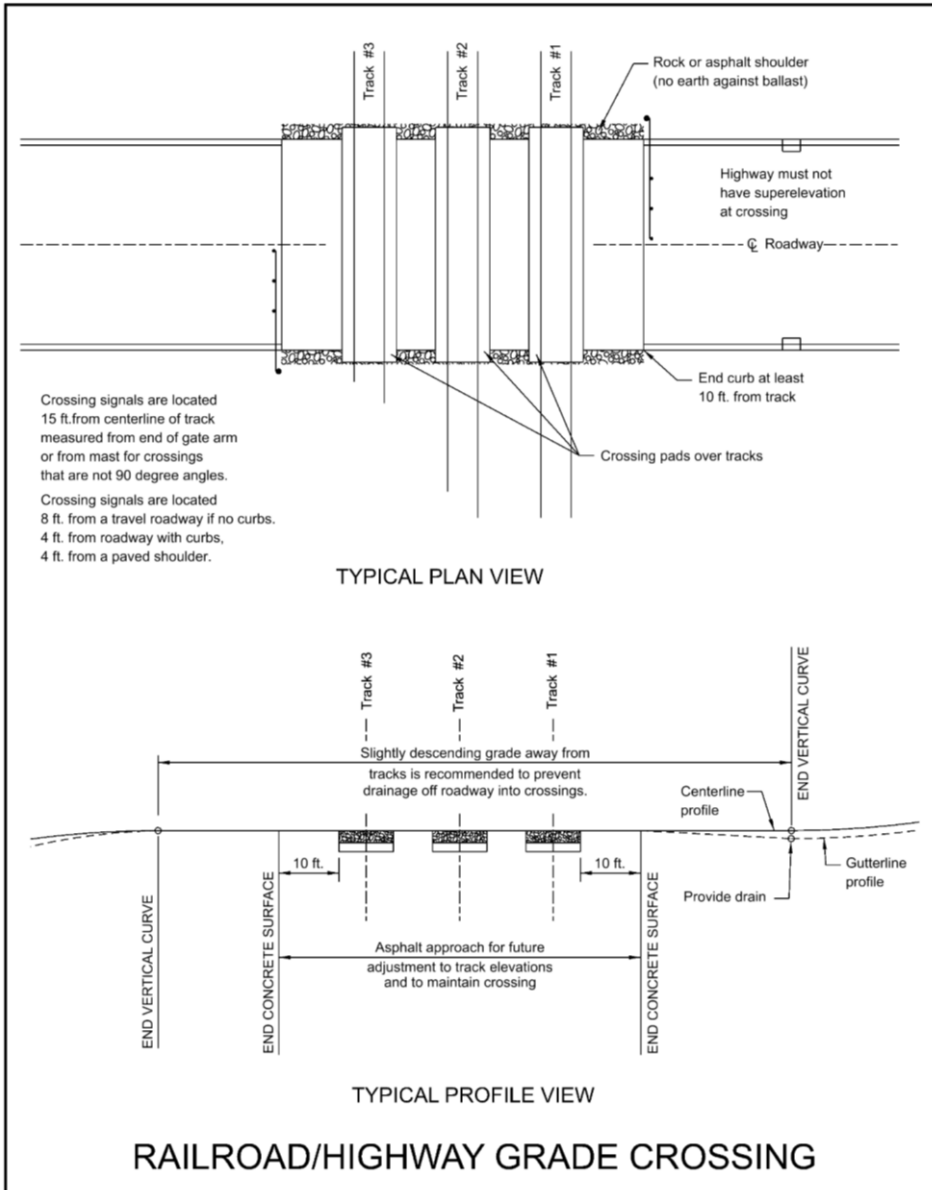 Track #3
Track #2
Track #1
Rock or asphalt shoulder
(no earth against ballast)
Highway must not
have superelevation
at crossing
℄ Roadway
Crossing signals are located
15 ft.from centerline of track
measured from end of gate arm
or from mast for crossings
that are not 90 degree angles.
Crossing signals are located
8 ft. from a travel roadway if no curbs.
4 ft. from roadway with curbs,
4 ft. from a paved shoulder.
End curb at least
10 ft. from track
Crossing pads over tracks
TYPICAL PLAN VIEW
Track #3
Track #2
Track #1
END VERTICAL CURVE
Slightly descending grade away from
tracks is recommended to prevent
drainage off roadway into crossings.
Centerline
profile
10 ft.
10 ft.
Gutterline
profile
Provide drain
END VERTICAL CURVE
END CONCRETE SURFACE
Asphalt approach for future
adjustment to track elevations
and to maintain crossing
END CONCRETE SURFACE
TYPICAL PROFILE VIEW
RAILROAD/HIGHWAY GRADE CROSSING